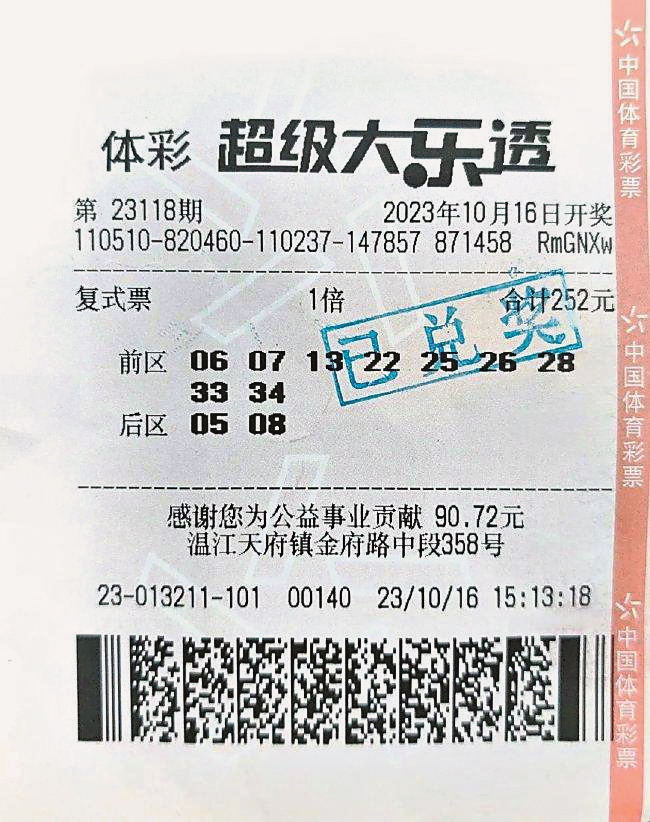 体彩 超级大乐透
第 23118期 2023年10月16日开奖
110510-820460-110237-147857 871458 RmGNXw
复式票 1倍 合计252元
已兑奖
前区 06 07 13 22 25 26 28
33 34
后区 05 08
感谢您为公益事业贡献 90.72元
温江天府镇金府路中段358号
23-013211-101 00140 23/10/16 15:13:18
中国体育彩票
中国体育彩票
中国体育彩票